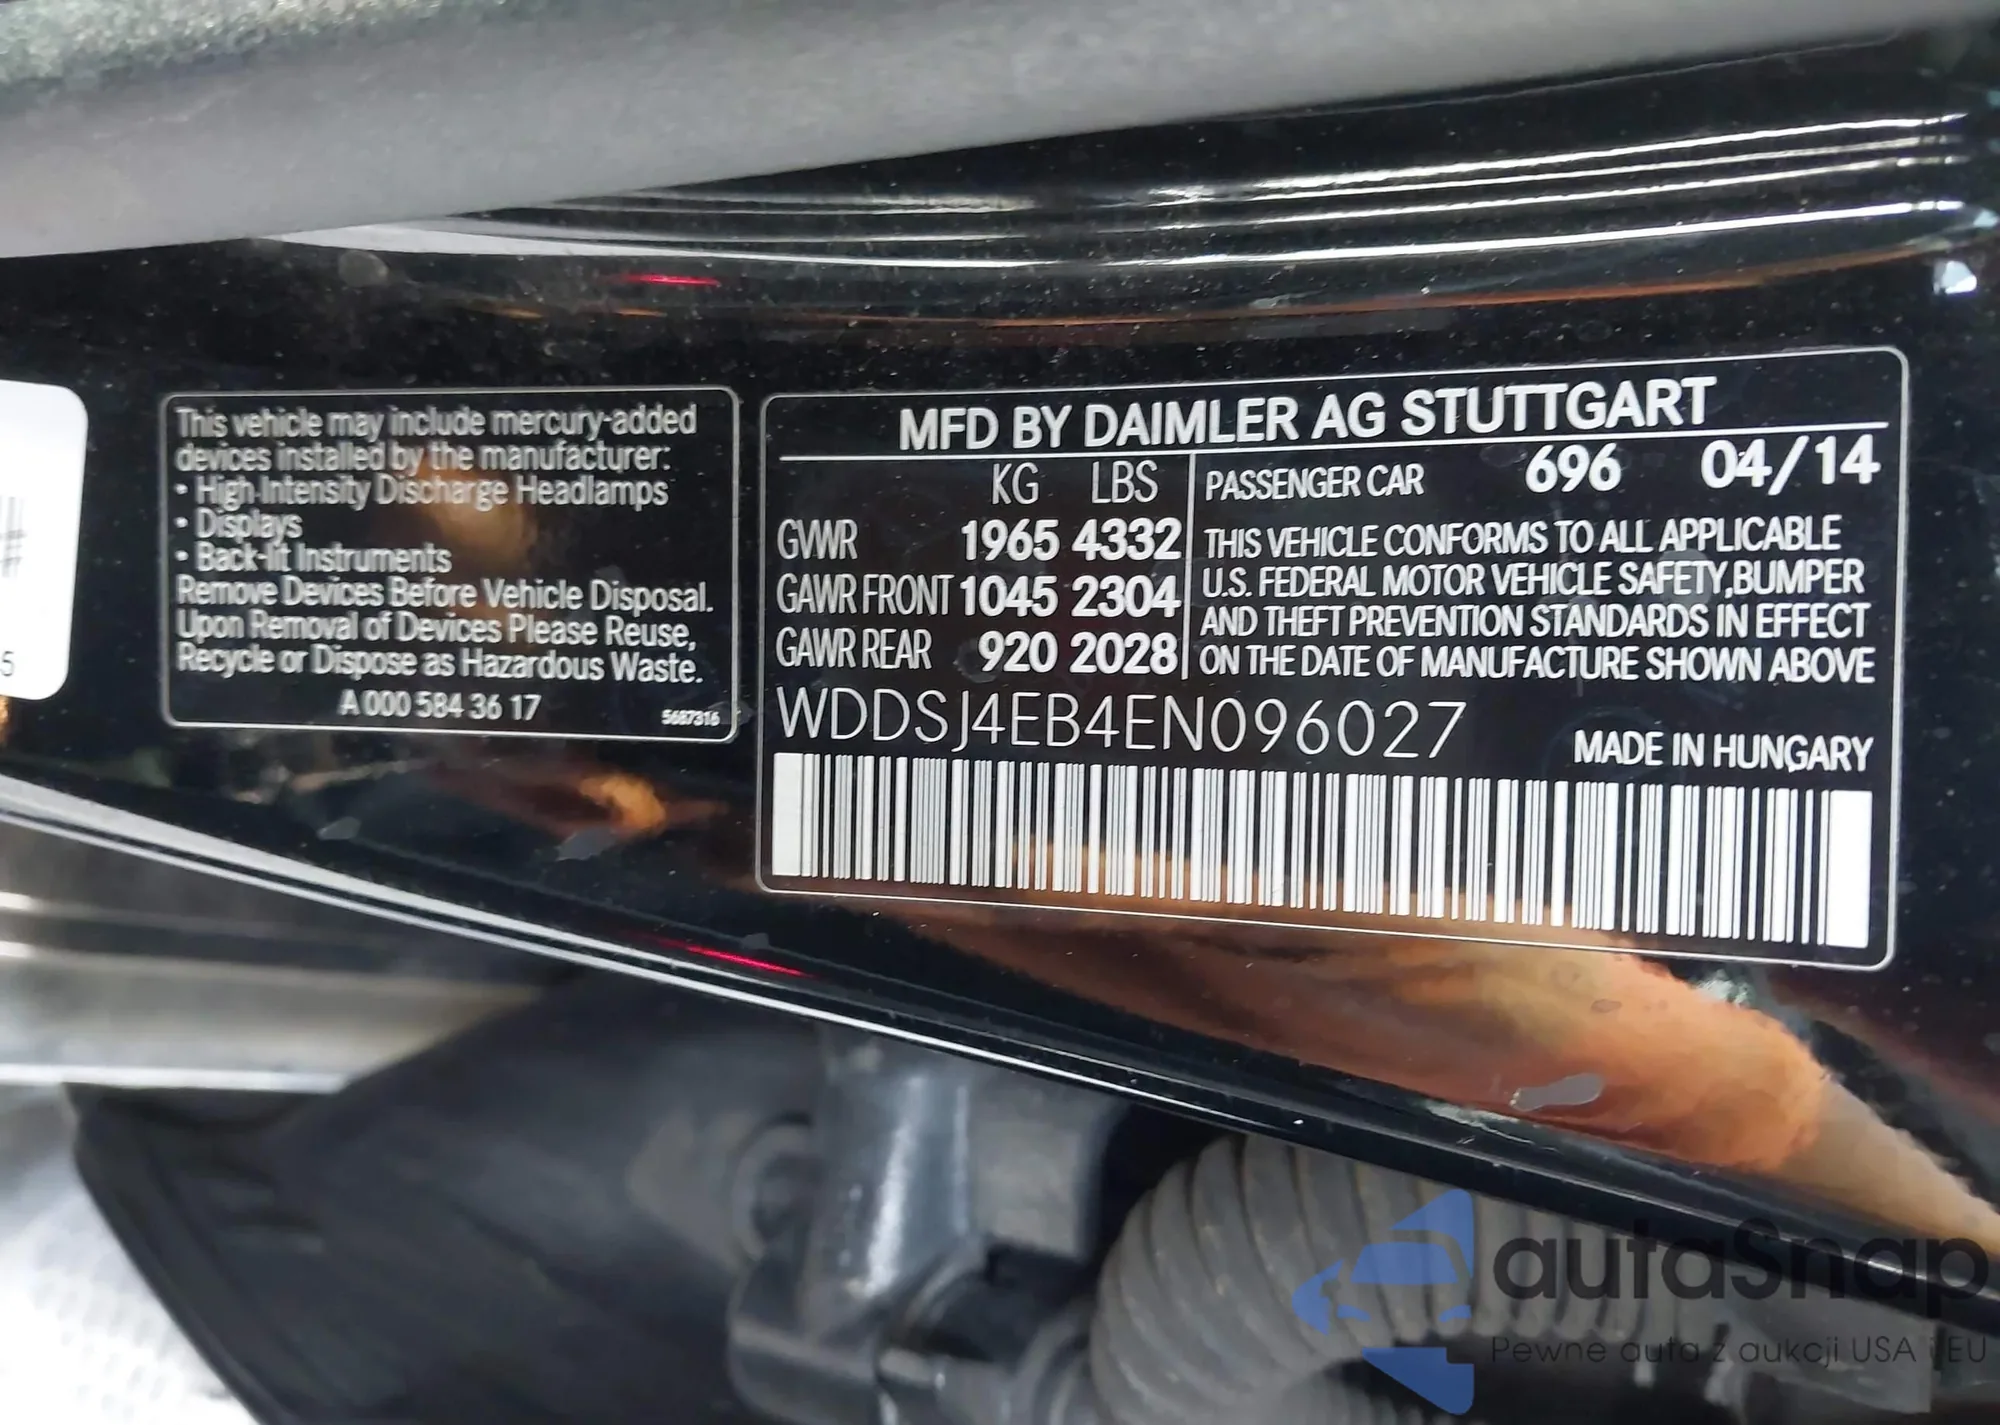 5
This vehicle may include mercury-added
devices installed by the manufacturer:
• High-Intensity Discharge Headlamps
• Displays
• Back-lit Instruments
Remove Devices Before Vehicle Disposal.
Upon Removal of Devices Please Reuse,
Recycle or Dispose as Hazardous Waste.
A 000 584 36 17
5687316
MFD BY DAIMLER AG STUTTGART
KG LBS
GVWR 1965 4332
GAWR FRONT 1045 2304
GAWR REAR 920 2028
PASSENGER CAR 696 04/14
THIS VEHICLE CONFORMS TO ALL APPLICABLE
U.S. FEDERAL MOTOR VEHICLE SAFETY,BUMPER
AND THEFT PREVENTION STANDARDS IN EFFECT
ON THE DATE OF MANUFACTURE SHOWN ABOVE
WDDSJ4EB4EN096027
MADE IN HUNGARY
autaSnap
Pewne auta z aukcji USA i EU